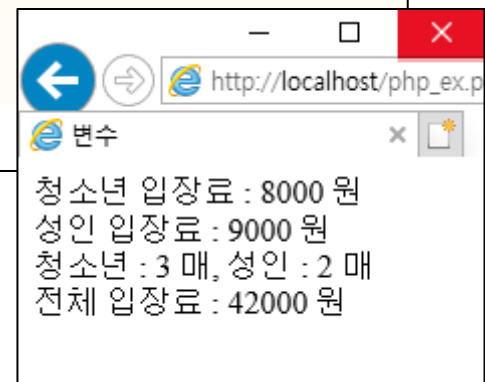 http://localhost/php_ex.p
변수
청소년 입장료 : 8000 원
성인 입장료 : 9000 원
청소년 : 3 매, 성인 : 2 매
전체 입장료 : 42000 원